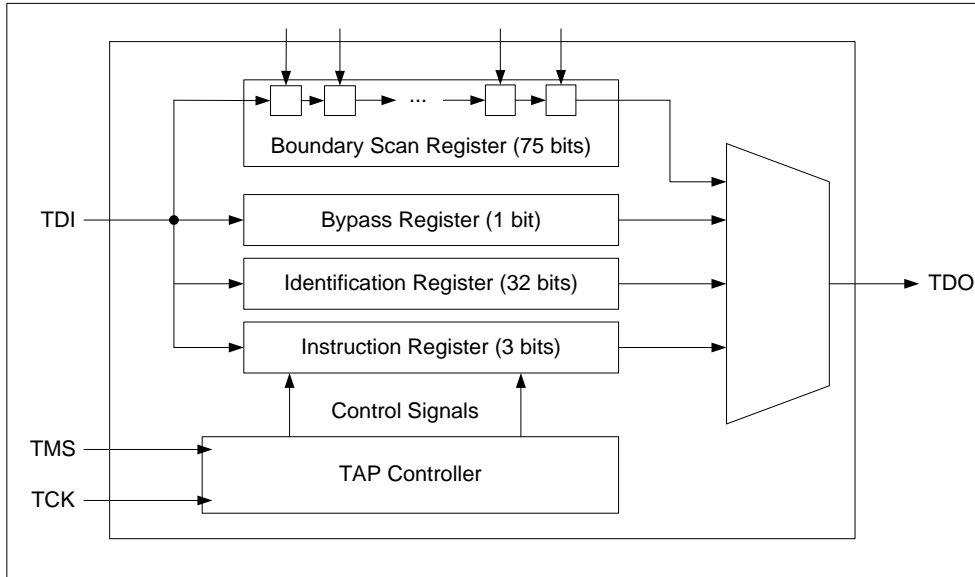 ...
Boundary Scan Register (75 bits)
TDI
Bypass Register (1 bit)
Identification Register (32 bits)
TDO
Instruction Register (3 bits)
Control Signals
TMS
TAP Controller
TCK